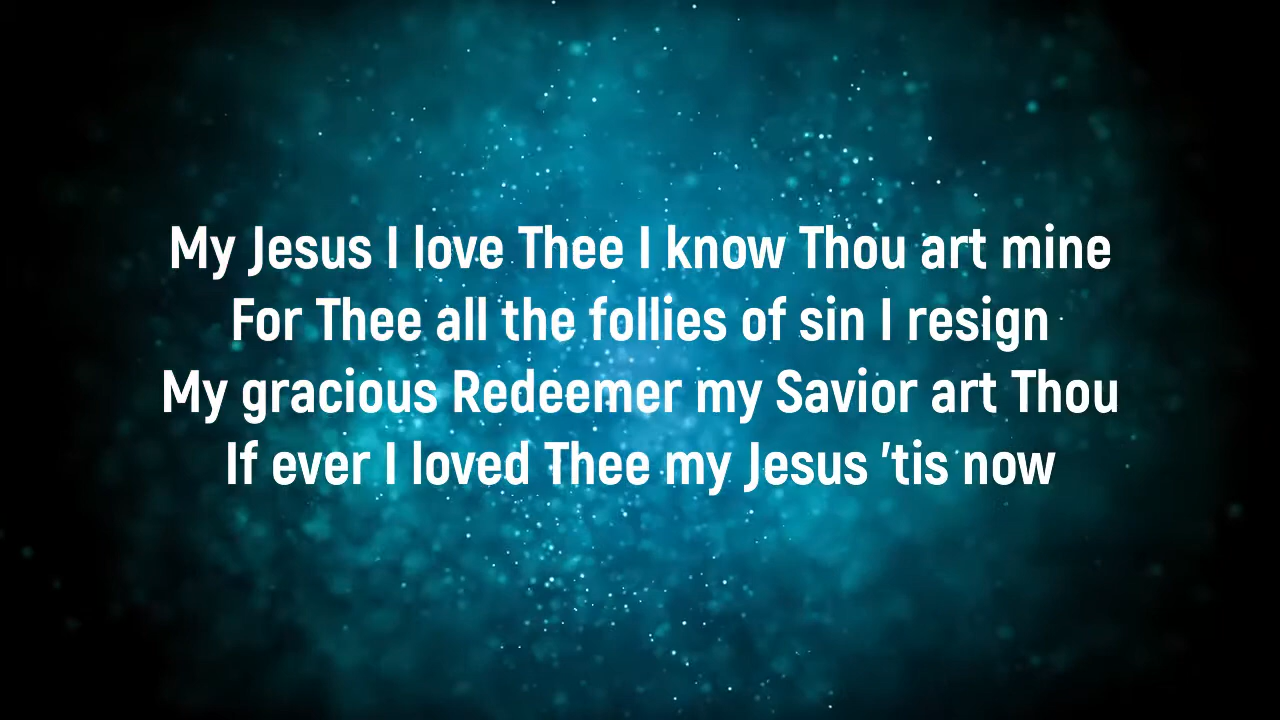 My Jesus I love Thee I know Thou art mine
For Thee all the follies of sin I resign
My gracious Redeemer my Savior art Thou
If ever I loved Thee my Jesus 'tis now